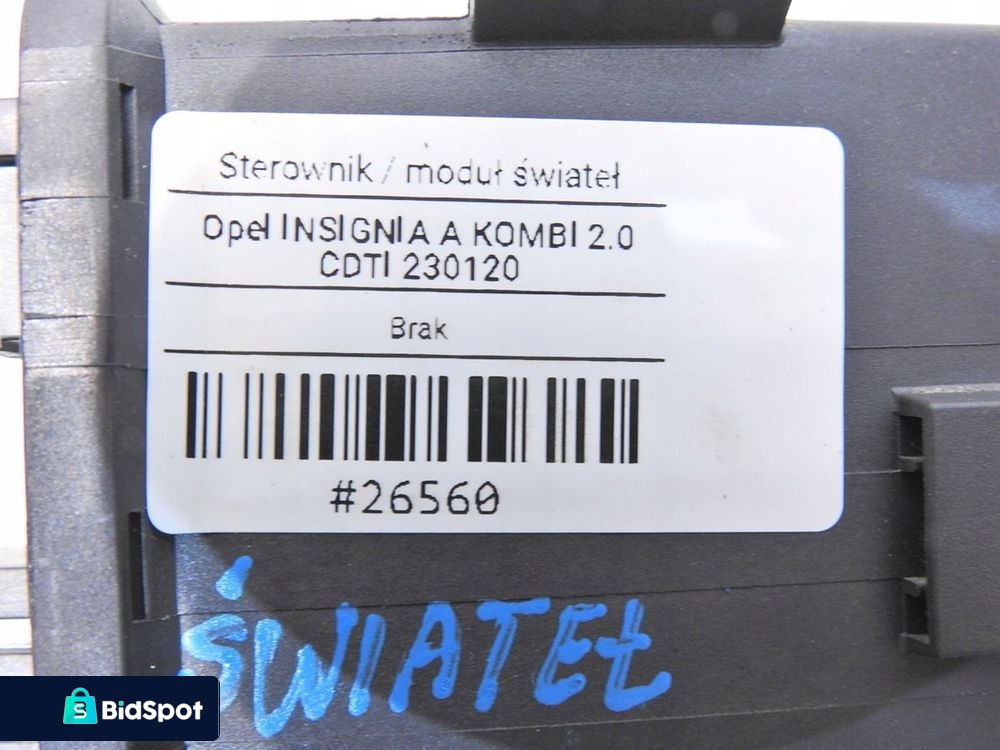 Sterownik / moduł świateł
Opel INSIGNIA A KOMBI 2.0
CDTI 230120
Brak
#26560
ŚWIATEŁ
BidSpot